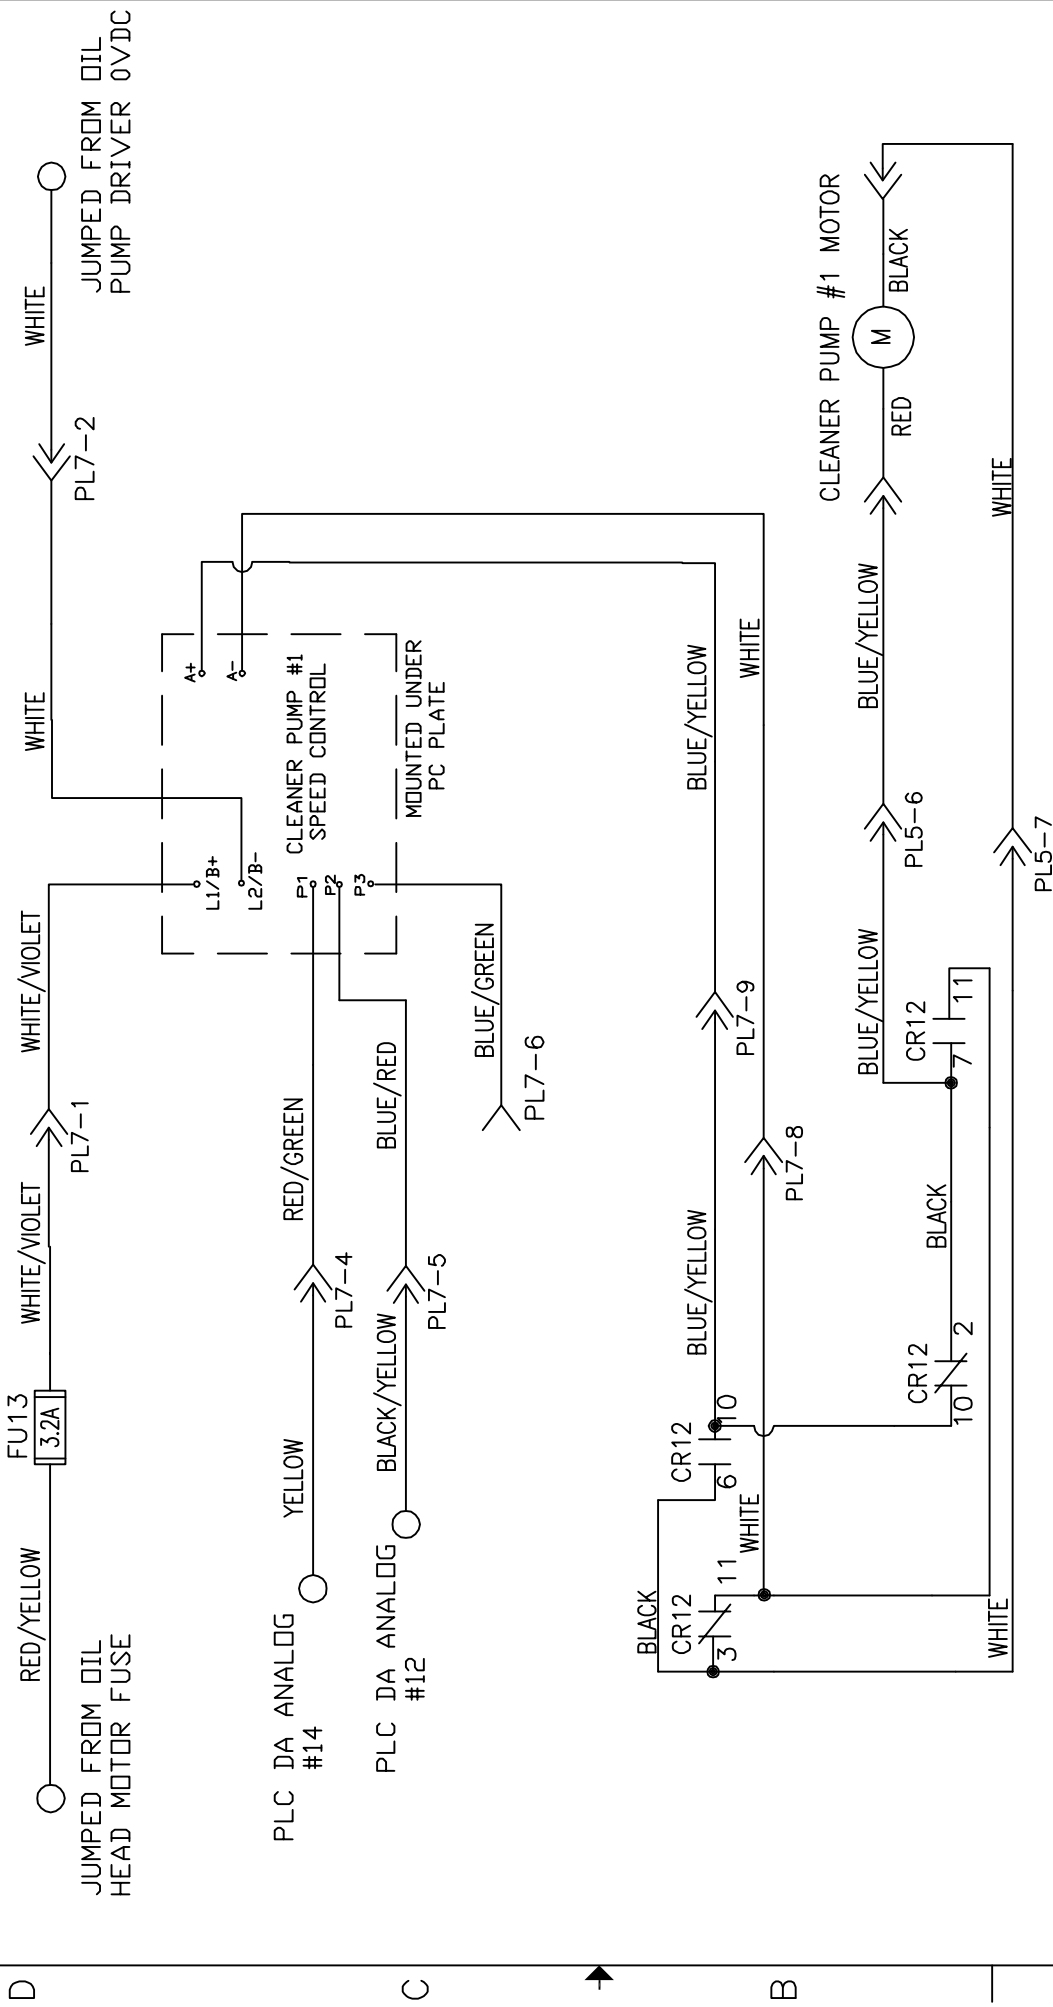 D
JUMPED FROM OIL
HEAD MOTOR FUSE
RED/YELLOW
FU13
3.2A
WHITE/VIOLET
PL7-1
WHITE/VIOLET
WHITE
PL7-2
WHITE
JUMPED FROM OIL
PUMP DRIVER 0VDC
L1/B+
L2/B-
A+
A-
CLEANER PUMP #1
SPEED CONTROL
P1
P2
P3
MOUNTED UNDER
PC PLATE
C
PLC DA ANALOG
#14
YELLOW
PL7-4
RED/GREEN
PLC DA ANALOG
#12
BLACK/YELLOW
PL7-5
BLUE/RED
PL7-6
BLUE/GREEN
B
BLACK
CR12
3
11
WHITE
CR12
6
10
BLUE/YELLOW
PL7-9
BLUE/YELLOW
PL7-8
WHITE
CLEANER PUMP #1 MOTOR
BLUE/YELLOW
PL5-6
BLUE/YELLOW
RED
M
BLACK
CR12
10
2
BLACK
CR12
7
11
WHITE
PL5-7
WHITE